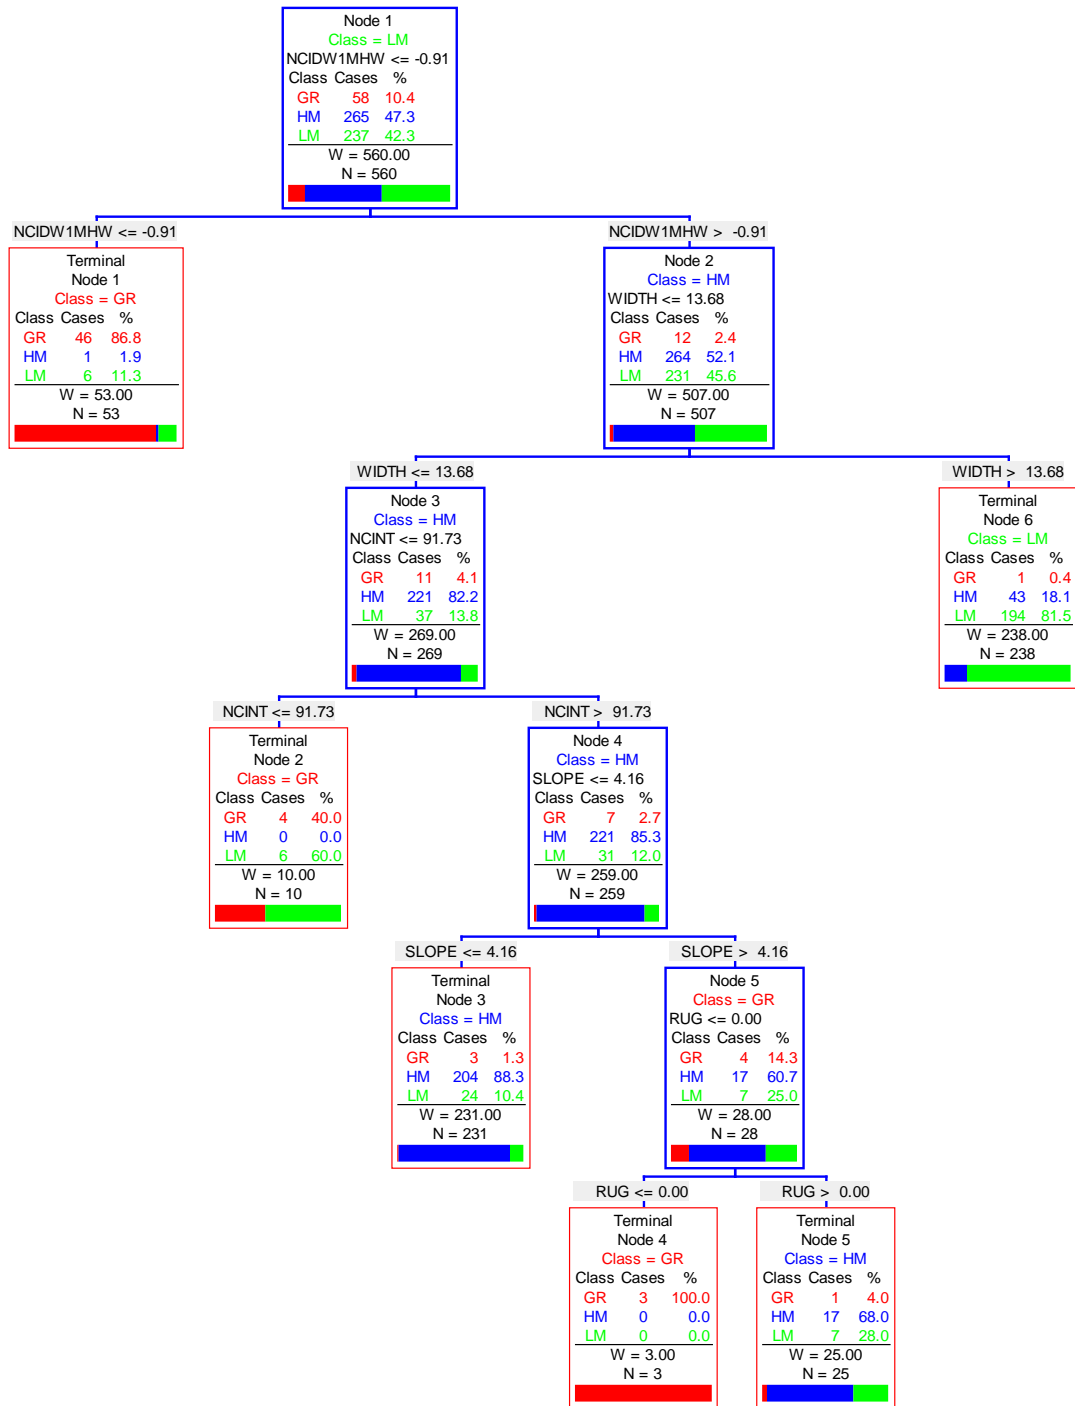 Node 1
Class = LM
NCIDW1MHW <= -0.91
Class Cases %
GR 58 10.4
HM 265 47.3
LM 237 42.3
W = 560.00
N = 560
NCIDW1MHW <= -0.91
NCIDW1MHW > -0.91
Terminal
Node 1
Class = GR
Class Cases %
GR 46 86.8
HM 1 1.9
LM 6 11.3
W = 53.00
N = 53
Node 2
Class = HM
WIDTH <= 13.68
Class Cases %
GR 12 2.4
HM 264 52.1
LM 231 45.6
W = 507.00
N = 507
WIDTH <= 13.68
WIDTH > 13.68
Node 3
Class = HM
NCINT <= 91.73
Class Cases %
GR 11 4.1
HM 221 82.2
LM 37 13.8
W = 269.00
N = 269
Terminal
Node 6
Class = LM
Class Cases %
GR 1 0.4
HM 43 18.1
LM 194 81.5
W = 238.00
N = 238
NCINT <= 91.73
NCINT > 91.73
Terminal
Node 2
Class = GR
Class Cases %
GR 4 40.0
HM 0 0.0
LM 6 60.0
W = 10.00
N = 10
Node 4
Class = HM
SLOPE <= 4.16
Class Cases %
GR 7 2.7
HM 221 85.3
LM 31 12.0
W = 259.00
N = 259
SLOPE <= 4.16
SLOPE > 4.16
Terminal
Node 3
Class = HM
Class Cases %
GR 3 1.3
HM 204 88.3
LM 24 10.4
W = 231.00
N = 231
Node 5
Class = GR
RUG <= 0.00
Class Cases %
GR 4 14.3
HM 17 60.7
LM 7 25.0
W = 28.00
N = 28
RUG <= 0.00
RUG > 0.00
Terminal
Node 4
Class = GR
Class Cases %
GR 3 100.0
HM 0 0.0
LM 0 0.0
W = 3.00
N = 3
Terminal
Node 5
Class = HM
Class Cases %
GR 1 4.0
HM 17 68.0
LM 7 28.0
W = 25.00
N = 25